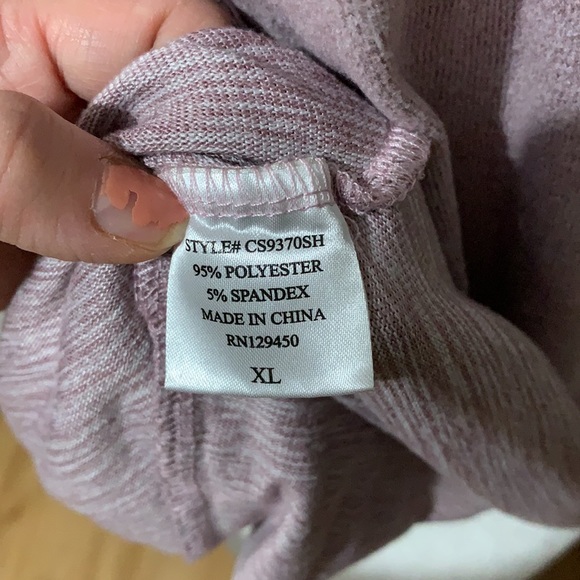 STYLE# CS9370SH
95% POLYESTER
5% SPANDEX
MADE IN CHINA
RN129450
XL